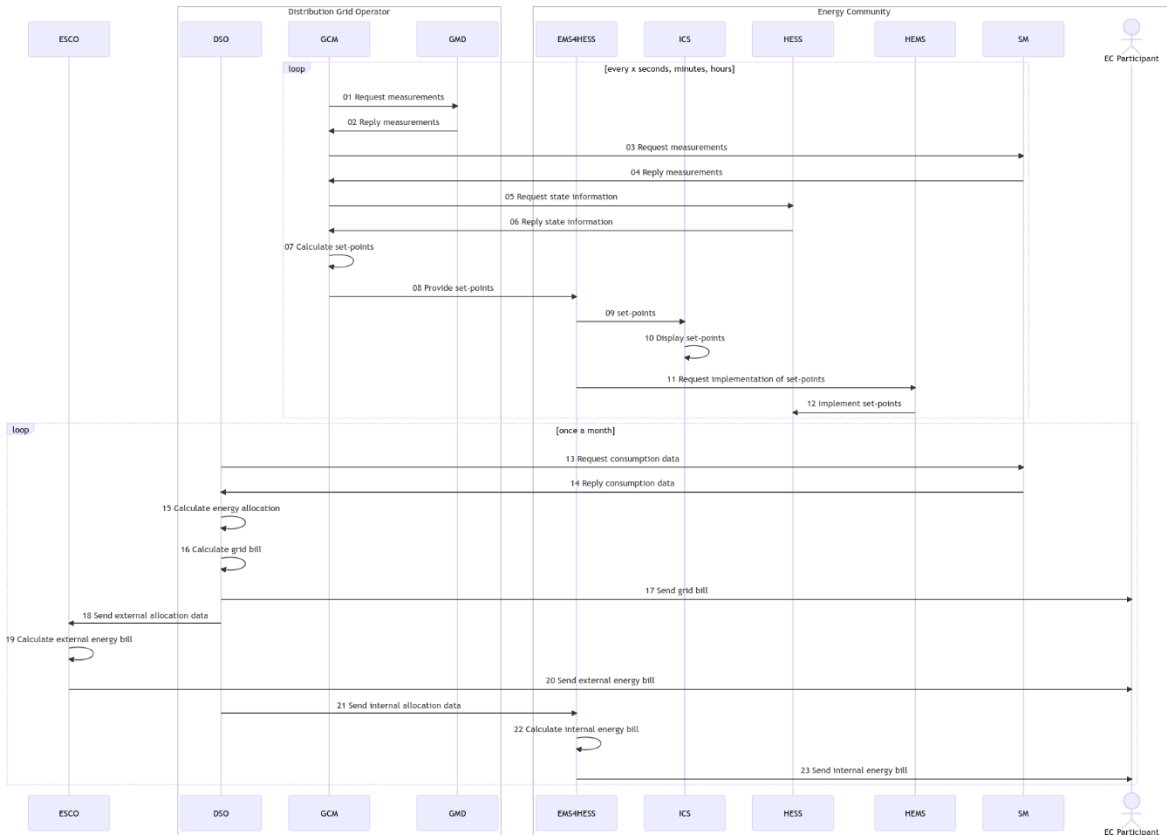 Distribution Grid Operator
Energy Community
ESCO
DSO
GCM
GMD
EMS4HESS
ICS
HESS
HEMS
SM
EC Participant
loop
[every x seconds, minutes, hours]
01 Request measurements
02 Reply measurements
03 Request measurements
04 Reply measurements
05 Request state information
06 Reply state information
07 Calculate set-points
08 Provide set-points
09 set-points
10 Display set-points
11 Request implementation of set-points
12 Implement set-points
loop
[once a month]
13 Request consumption data
14 Reply consumption data
15 Calculate energy allocation
16 Calculate grid bill
17 Send grid bill
18 Send external allocation data
19 Calculate external energy bill
20 Send external energy bill
21 Send internal allocation data
22 Calculate internal energy bill
23 Send internal energy bill
ESCO
DSO
GCM
GMD
EMS4HESS
ICS
HESS
HEMS
SM
EC Participant